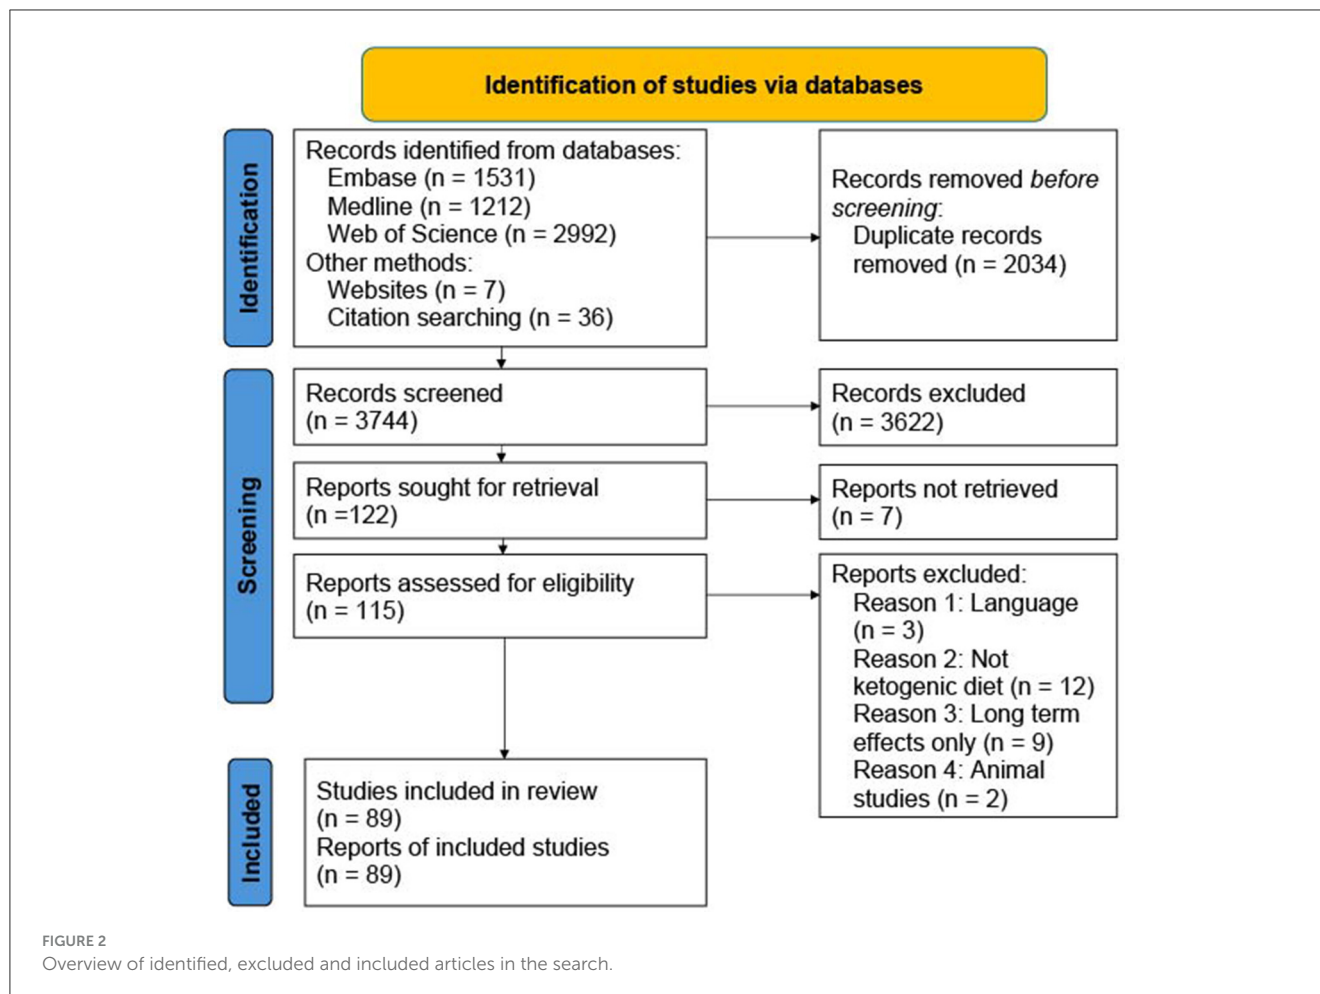 Identification of studies via databases
Identification
Records identified from databases:
Embase (n = 1531)
Medline (n = 1212)
Web of Science (n = 2992)
Other methods:
Websites (n = 7)
Citation searching (n = 36)
Records removed before
screening:
Duplicate records
removed (n = 2034)
Screening
Records screened
(n = 3744)
Records excluded
(n = 3622)
Reports sought for retrieval
(n =122)
Reports not retrieved
(n = 7)
Reports assessed for eligibility
(n = 115)
Reports excluded:
Reason 1: Language
(n = 3)
Reason 2: Not
ketogenic diet (n = 12)
Reason 3: Long term
effects only (n = 9)
Reason 4: Animal
studies (n = 2)
Included
Studies included in review
(n = 89)
Reports of included studies
(n = 89)
FIGURE 2
Overview of identified, excluded and included articles in the search.